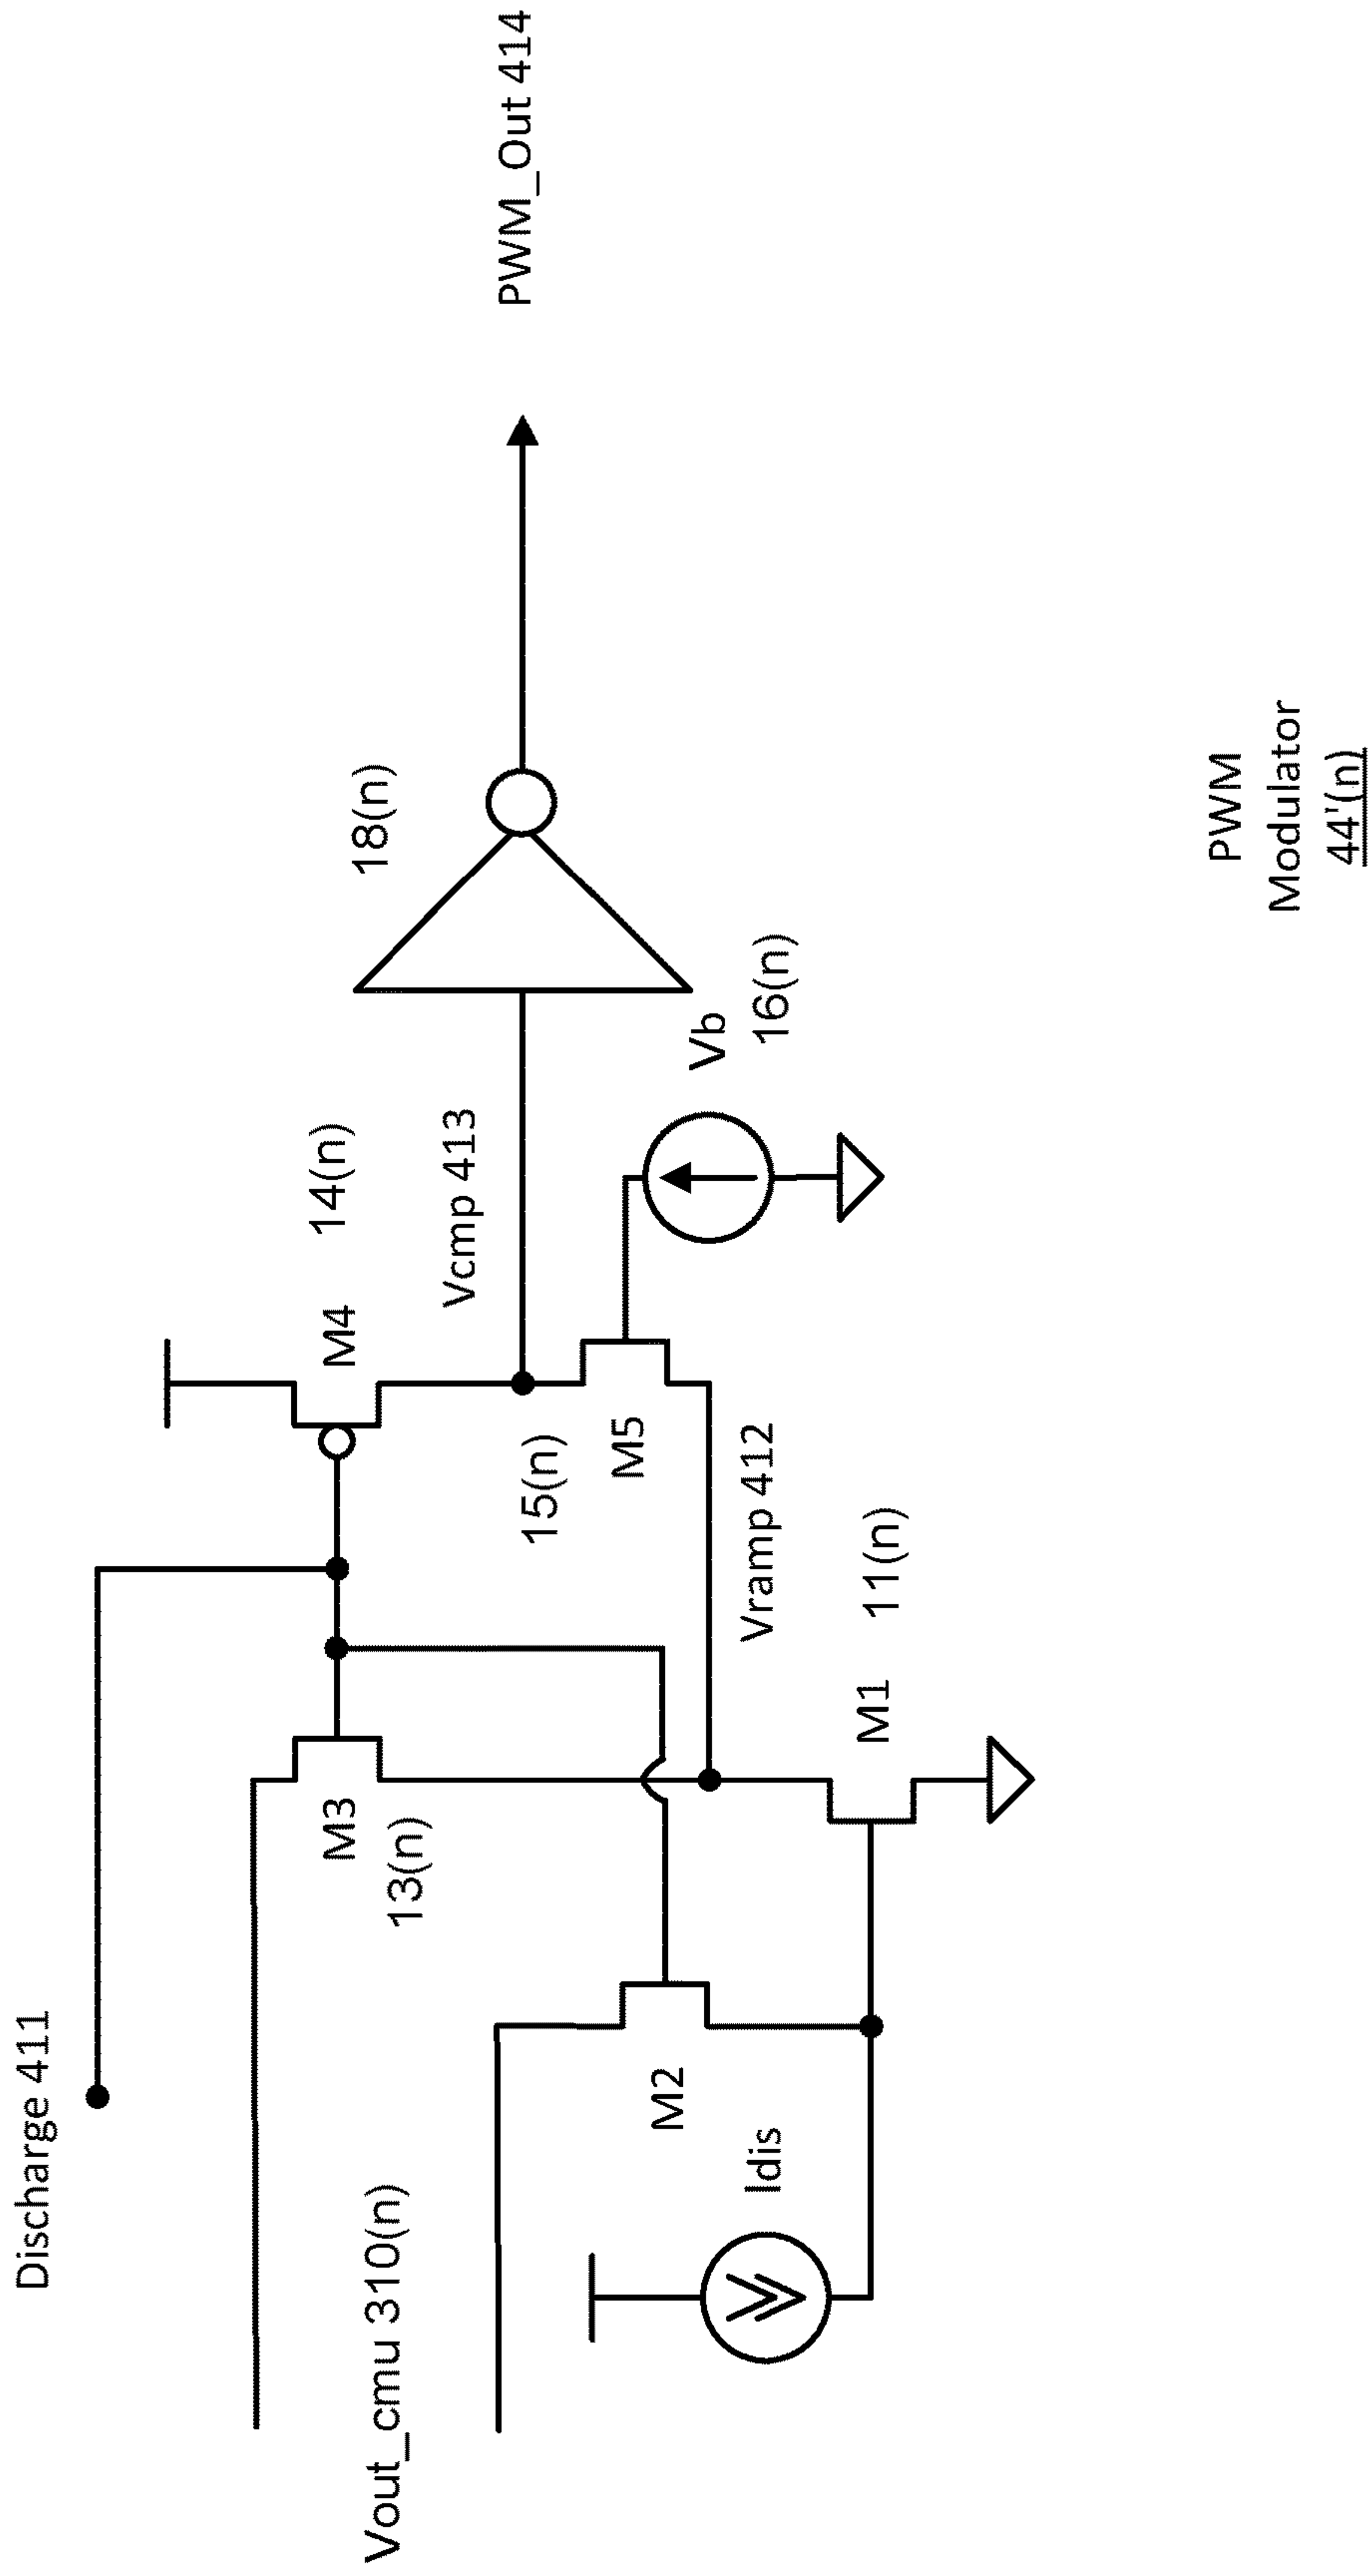 Discharge 411
M4
14(n)
18(n)
PWM_Out 414
M3
13(n)
Vout_cmu 310(n)
Vcmp 413
15(n)
M5
M2
Vb
16(n)
Idis
Vramp 412
M1
11(n)
PWM
Modulator
44'(n)